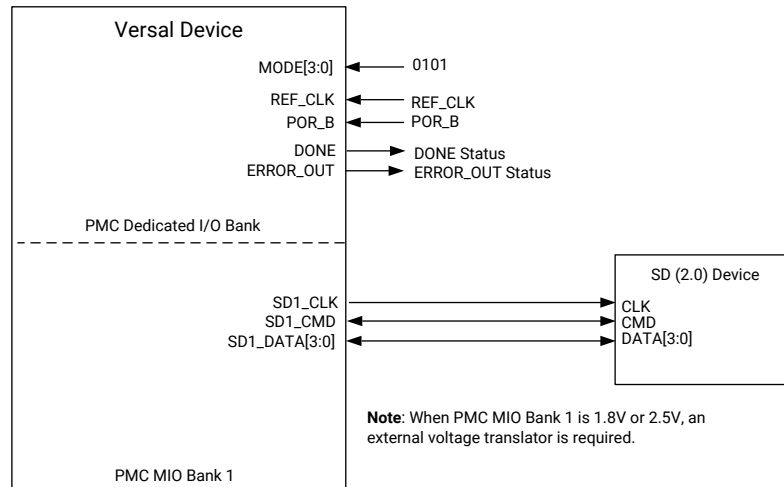 Versal Device
MODE[3:0] 0101
REF_CLK REF_CLK
POR_B POR_B
DONE DONE Status
ERROR_OUT ERROR_OUT Status
PMC Dedicated I/O Bank
SD (2.0) Device
SD1_CLK CLK
SD1_CMD CMD
SD1_DATA[3:0] DATA[3:0]
Note: When PMC MIO Bank 1 is 1.8V or 2.5V, an
external voltage translator is required.
PMC MIO Bank 1